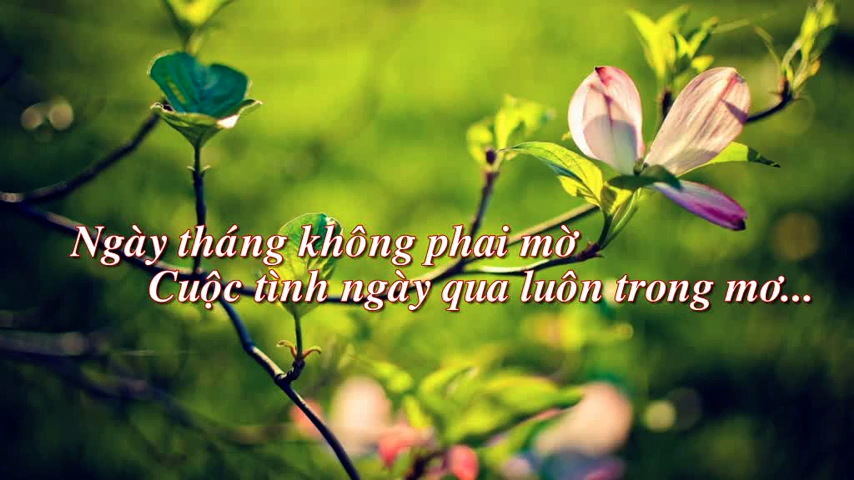 Ngày tháng không phai mờ
Cuộc tình ngày qua luôn trong mơ...